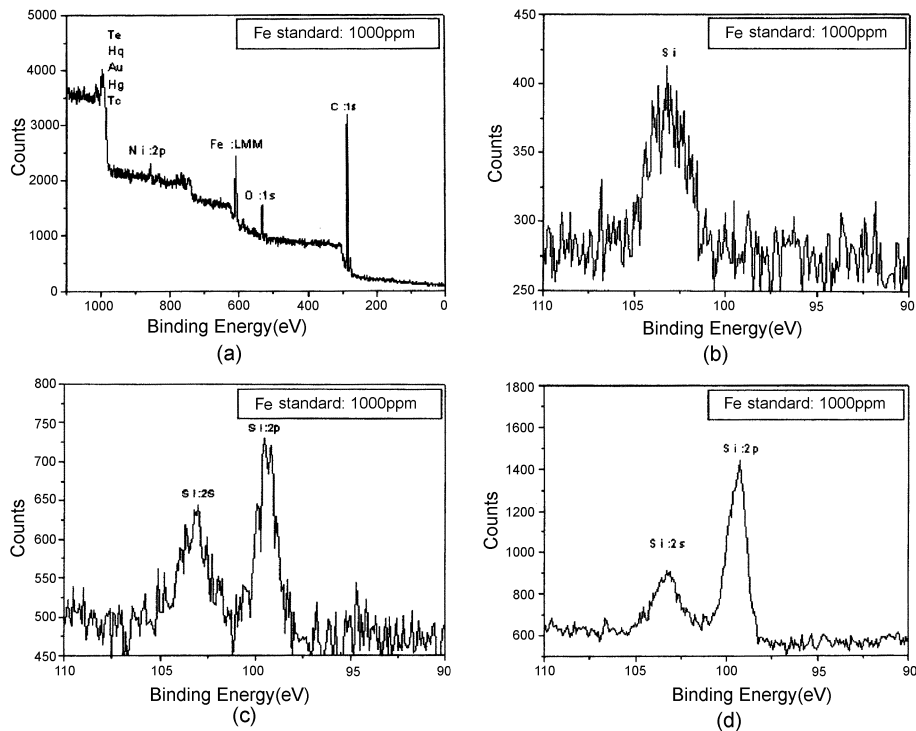 5000
4000
3000
2000
1000
0
Counts
Fe standard: 1000ppm
Te
Hq
Au
Hg
Tc
Ni:2p
Fe :LMM
O :1s
C :1s
1000 800 600 400 200 0
Binding Energy(eV)
(a)
450
400
350
300
250
Counts
Fe standard: 1000ppm
Si
110 105 100 95 90
Binding Energy(eV)
(b)
800
750
700
650
600
550
500
450
Counts
Fe standard: 1000ppm
Si:2S
Si:2p
110 105 100 95 90
Binding Energy(eV)
(c)
1800
1600
1400
1200
1000
800
600
Counts
Fe standard: 1000ppm
Si:2s
Si:2p
110 105 100 95 90
Binding Energy(eV)
(d)